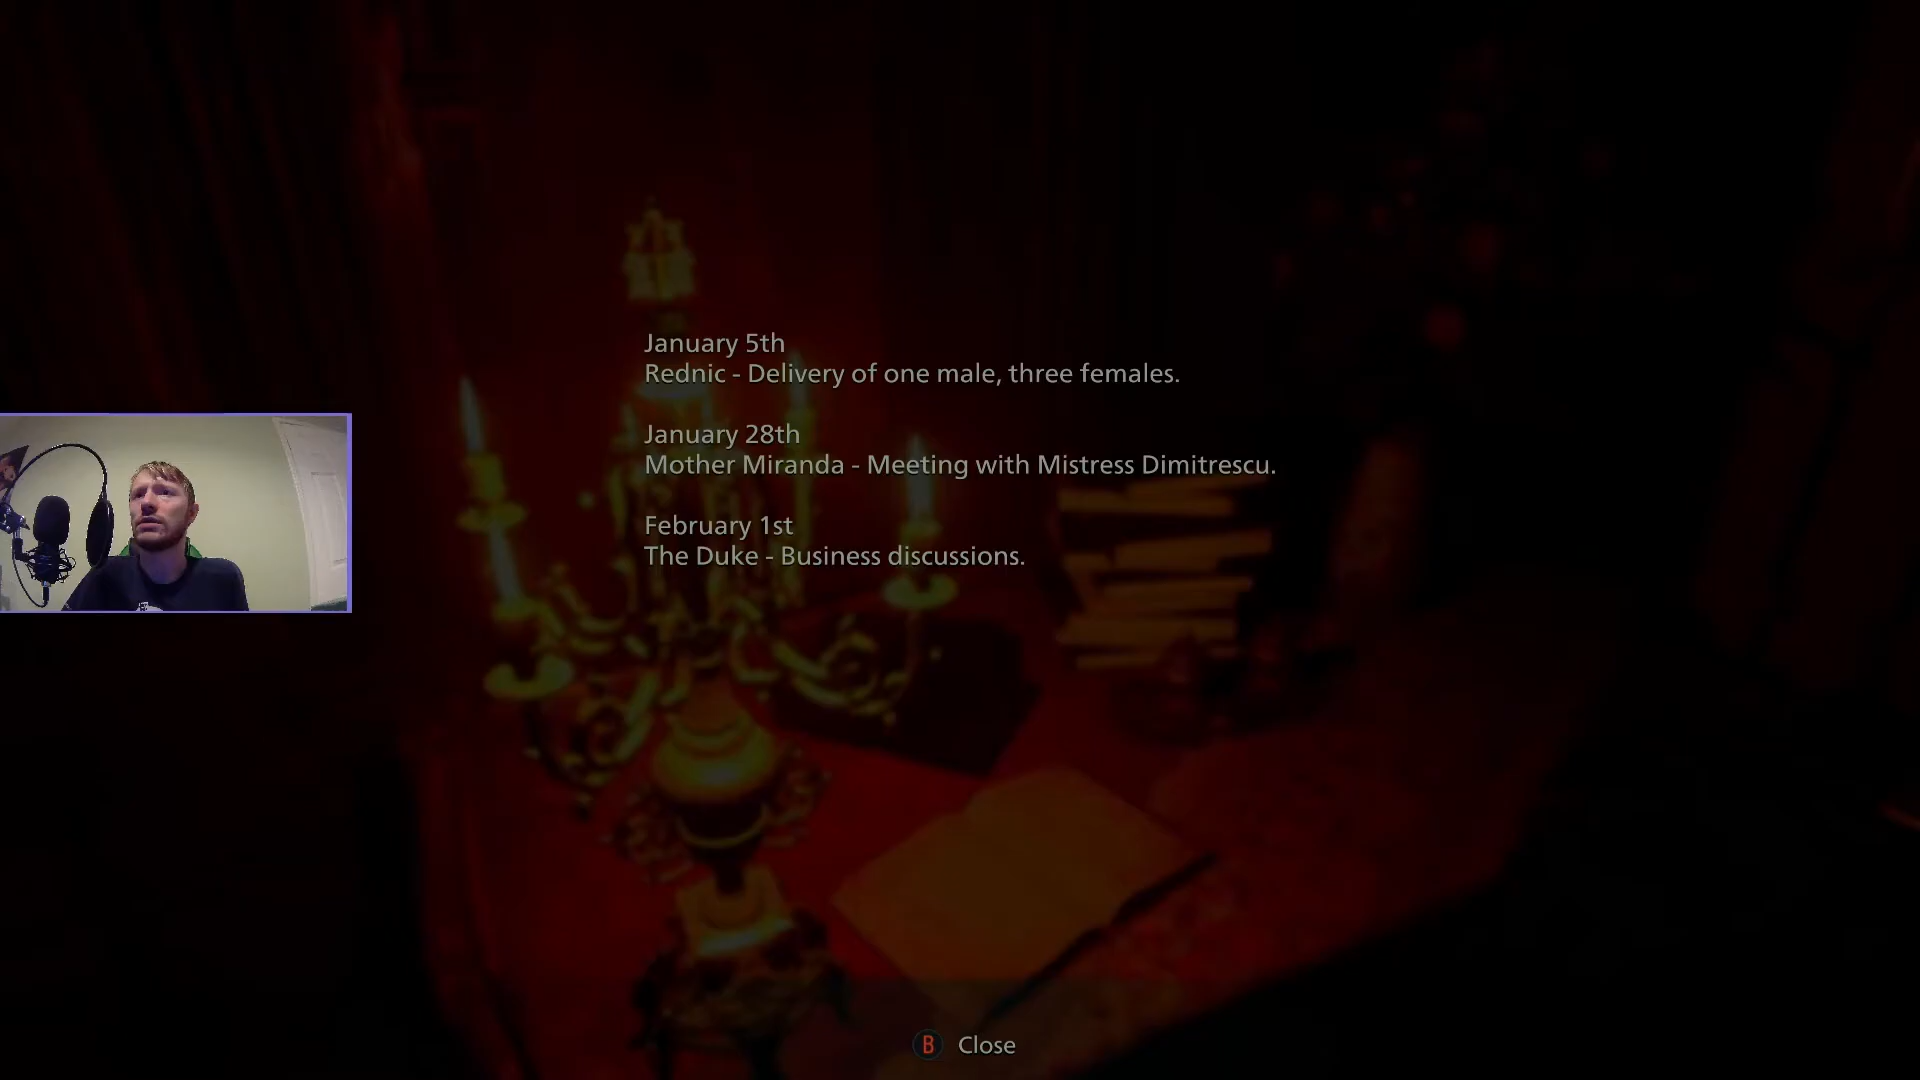 January 5th
Rednic - Delivery of one male, three females.
January 28th
Mother Miranda - Meeting with Mistress Dimitrescu.
February 1st
The Duke - Business discussions.
B Close